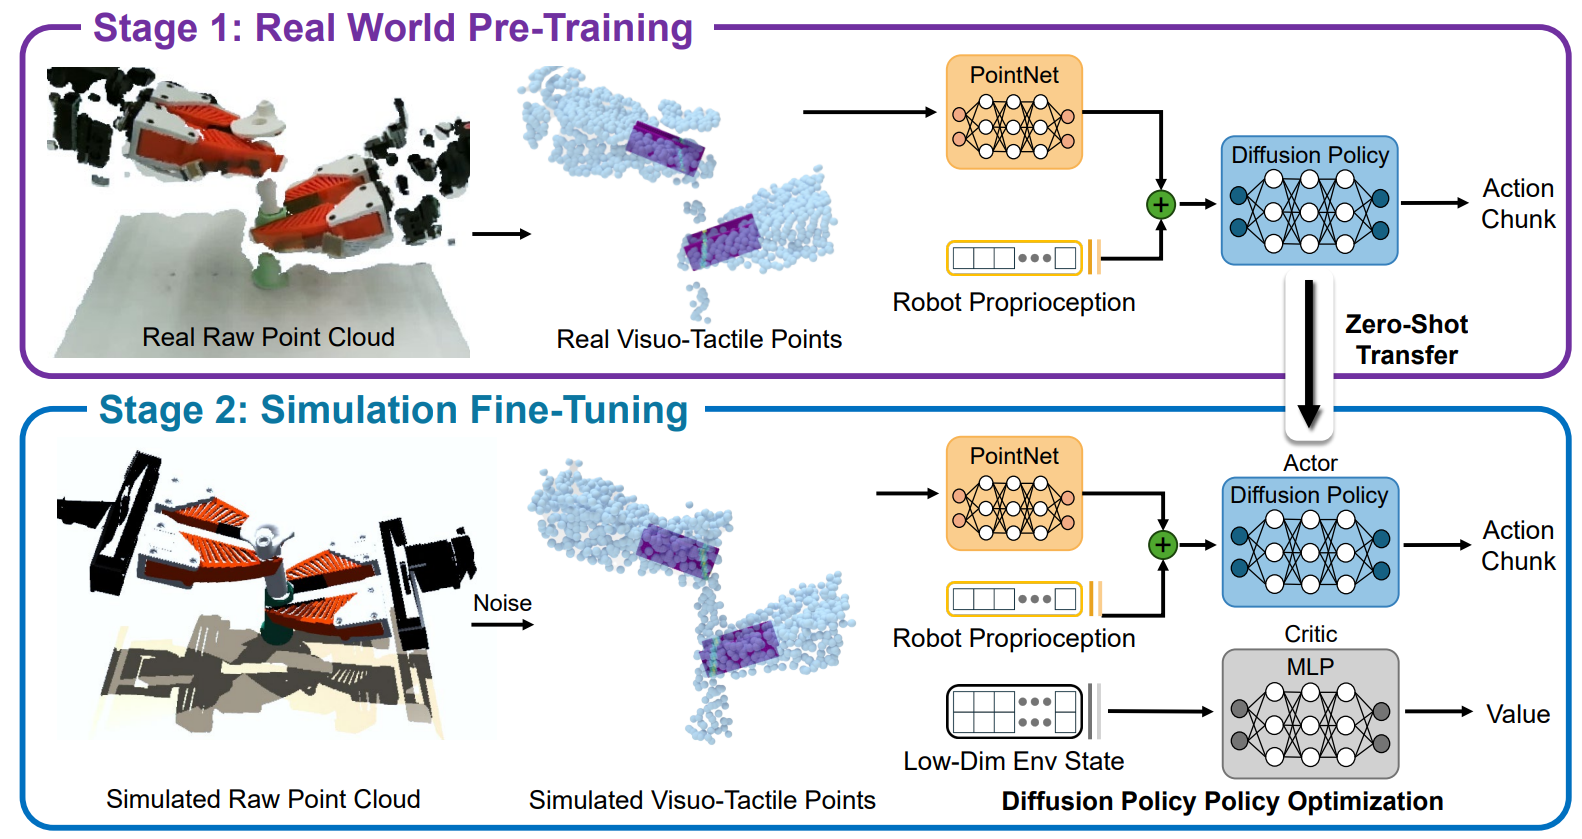 Stage 1: Real World Pre-Training
PointNet
Diffusion Policy
Action
Chunk
Robot Proprioception
Real Raw Point Cloud
Real Visuo-Tactile Points
Zero-Shot
Transfer
Stage 2: Simulation Fine-Tuning
PointNet
Actor
Diffusion Policy
Action
Chunk
Noise
Robot Proprioception
Critic
MLP
Value
Low-Dim Env State
Simulated Raw Point Cloud
Simulated Visuo-Tactile Points
Diffusion Policy Policy Optimization